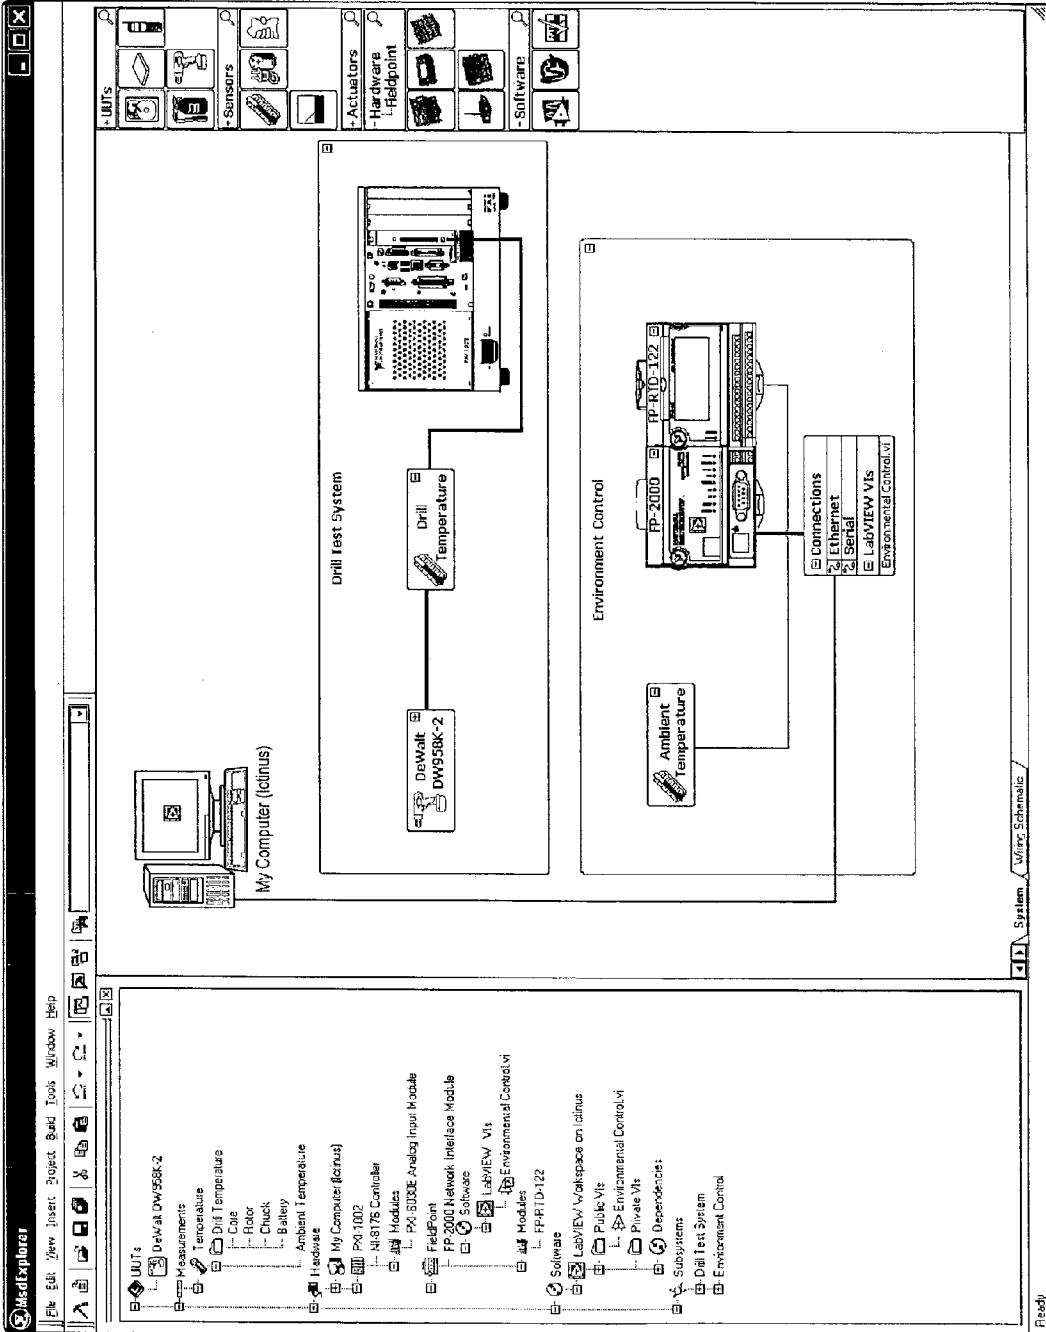 MsdExplorer
File Edit View Insert Project Build Tools Window Help
UUTs
DeWalt DW958K-2
Measurements
Temperature
Drill Temperature
Core
Rotor
Chuck
Battery
Ambient Temperature
Hardware
My Computer (Ictinus)
PXI-1002
NI-8176 Controller
Modules
PXI-6030E Analog Input Module
FieldPoint
FP-2000 Network Interface Module
Software
LabVIEW VIs
Environmental Control.vi
Modules
FP-RTD-122
Software
LabVIEW Workspace on Ictinus
Public VIs
Environmental Control.vi
Private VIs
Dependencies
Subsystems
Drill Test System
Environment Control
My Computer (Ictinus)
Drill Test System
DeWalt
DW958K-2
Drill
Temperature
Environment Control
Ambient
Temperature
FP-2000
FP-RTD-122
Connections
Ethernet
Serial
LabVIEW VIs
Environmental Control.vi
+ UUTs
- Sensors
+ Actuators
- Hardware
Fieldpoint
- Software
System
Wiring Schematic
Ready